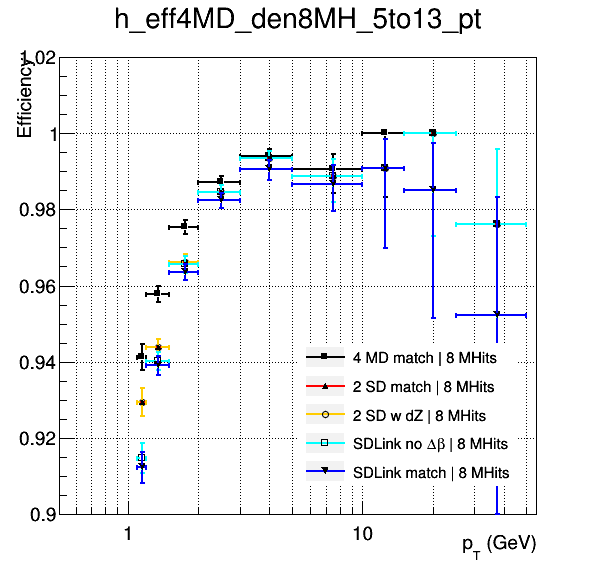 h_eff4MD_den8MH_5to13_pt
Efficiency
1.02
1
0.98
0.96
0.94
0.92
0.9
4 MD match | 8 MHits
2 SD match | 8 MHits
2 SD w dZ | 8 MHits
SDLink no Δβ | 8 MHits
SDLink match | 8 MHits
1
10
p_T (GeV)